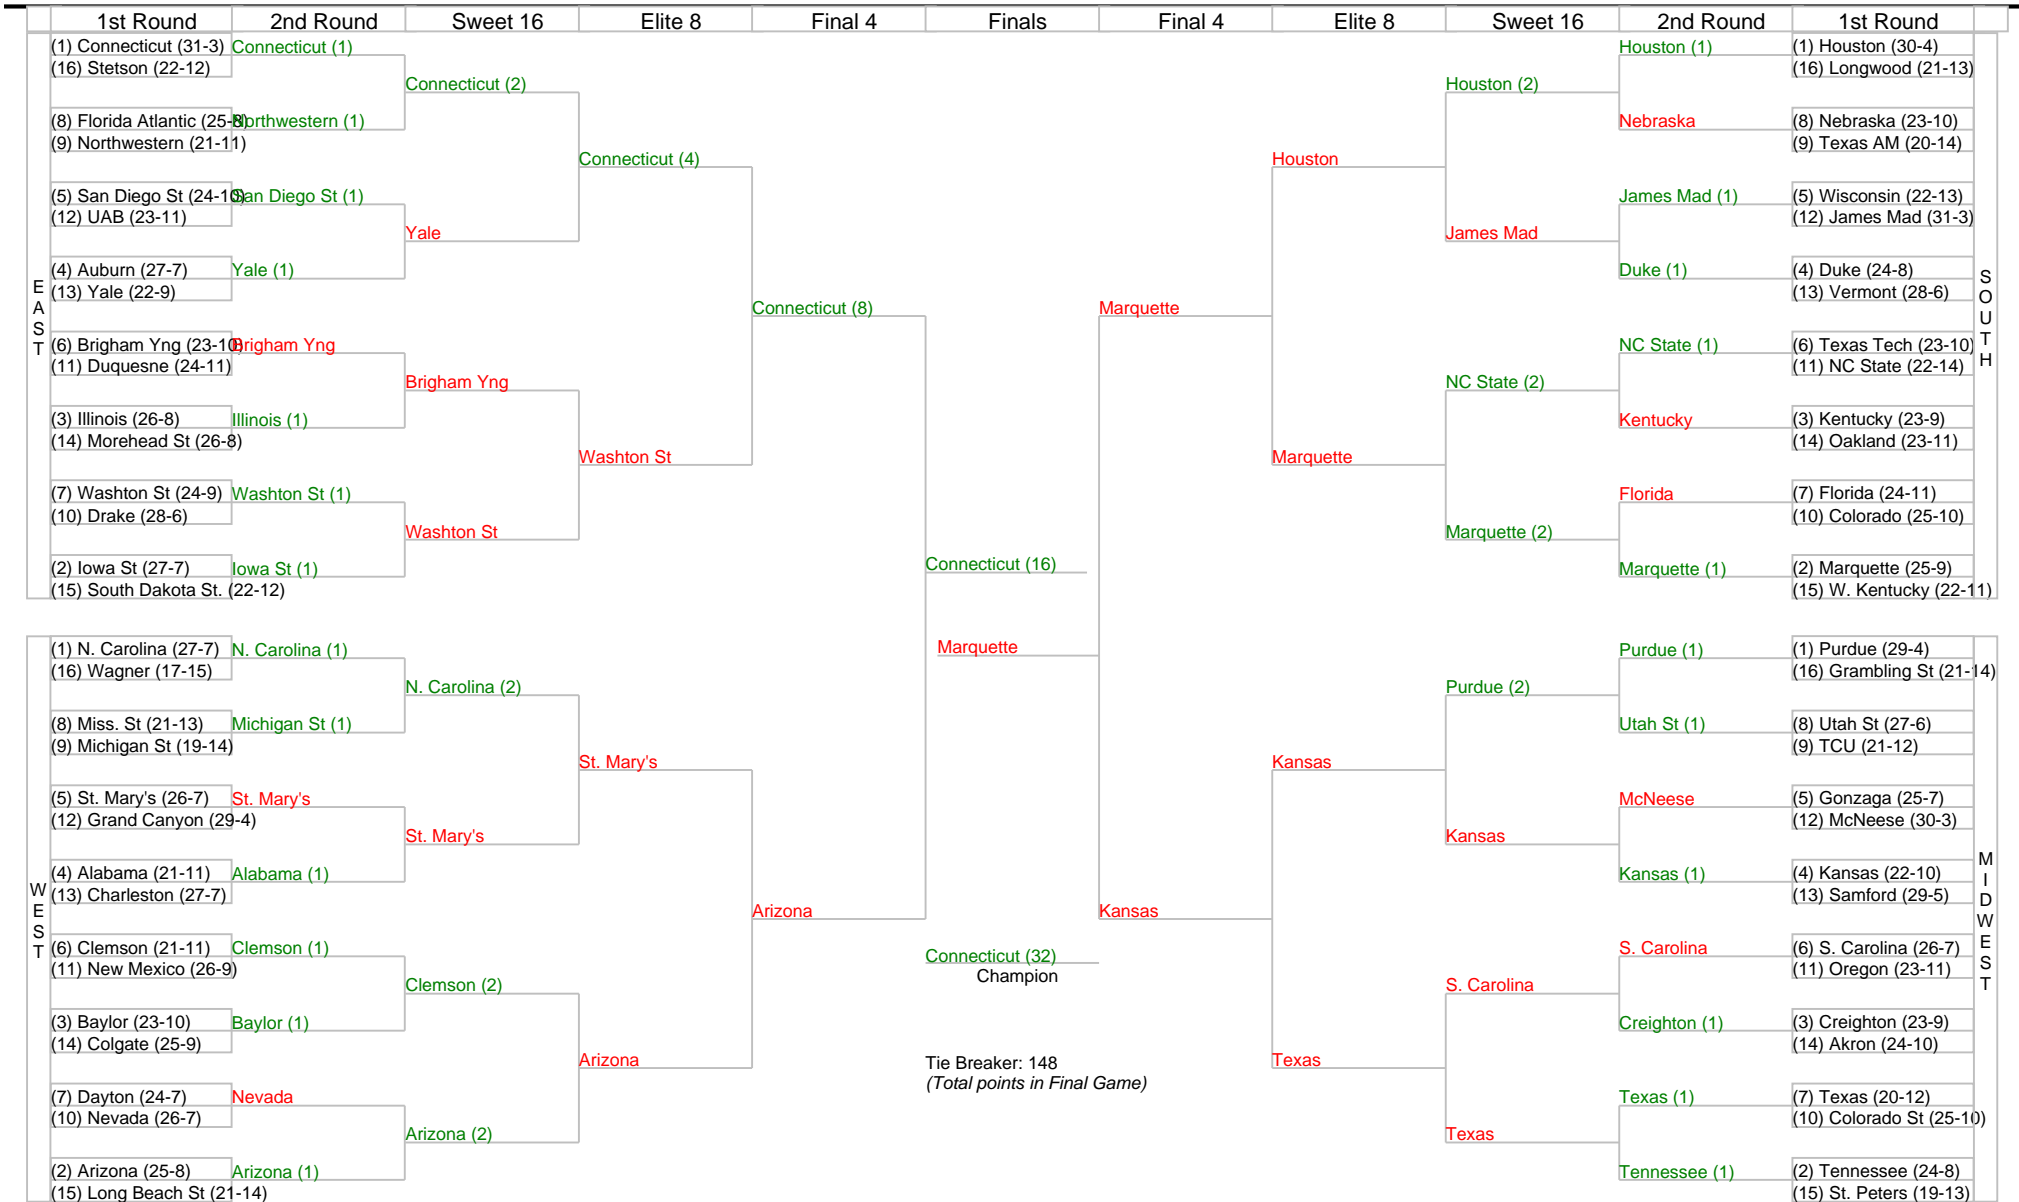 1st Round 2nd Round Sweet 16 Elite 8 Final 4 Finals Final 4 Elite 8 Sweet 16 2nd Round 1st Round
EAST
(1) Connecticut (31-3)
(16) Stetson (22-12)
(8) Florida Atlantic (25-8)
(9) Northwestern (21-11)
(5) San Diego St (24-10)
(12) UAB (23-11)
(4) Auburn (27-7)
(13) Yale (22-9)
(6) Brigham Yng (23-10)
(11) Duquesne (24-11)
(3) Illinois (26-8)
(14) Morehead St (26-8)
(7) Washton St (24-9)
(10) Drake (28-6)
(2) Iowa St (27-7)
(15) South Dakota St. (22-12)
Connecticut (1)
Northwestern (1)
San Diego St (1)
Yale (1)
Brigham Yng
Illinois (1)
Washton St (1)
Iowa St (1)
Connecticut (2)
Yale
Brigham Yng
Washton St
Connecticut (4)
Washton St
Connecticut (8)
WEST
(1) N. Carolina (27-7)
(16) Wagner (17-15)
(8) Miss. St (21-13)
(9) Michigan St (19-14)
(5) St. Mary's (26-7)
(12) Grand Canyon (29-4)
(4) Alabama (21-11)
(13) Charleston (27-7)
(6) Clemson (21-11)
(11) New Mexico (26-9)
(3) Baylor (23-10)
(14) Colgate (25-9)
(7) Dayton (24-7)
(10) Nevada (26-7)
(2) Arizona (25-8)
(15) Long Beach St (21-14)
N. Carolina (1)
Michigan St (1)
St. Mary's
Alabama (1)
Clemson (1)
Baylor (1)
Nevada
Arizona (1)
N. Carolina (2)
St. Mary's
Clemson (2)
Arizona (2)
St. Mary's
Arizona
Arizona
Connecticut (16)
Marquette
Connecticut (32)
Champion
Tie Breaker: 148
(Total points in Final Game)
Marquette
Houston
Marquette
Houston (2)
James Mad
NC State (2)
Marquette (2)
Houston (1)
Nebraska
James Mad (1)
Duke (1)
NC State (1)
Kentucky
Florida
Marquette (1)
(1) Houston (30-4)
(16) Longwood (21-13)
(8) Nebraska (23-10)
(9) Texas AM (20-14)
(5) Wisconsin (22-13)
(12) James Mad (31-3)
(4) Duke (24-8)
(13) Vermont (28-6)
(6) Texas Tech (23-10)
(11) NC State (22-14)
(3) Kentucky (23-9)
(14) Oakland (23-11)
(7) Florida (24-11)
(10) Colorado (25-10)
(2) Marquette (25-9)
(15) W. Kentucky (22-11)
SOUTH
Kansas
Kansas
Texas
Purdue (2)
Kansas
S. Carolina
Texas
Purdue (1)
Utah St (1)
McNeese
Kansas (1)
S. Carolina
Creighton (1)
Texas (1)
Tennessee (1)
(1) Purdue (29-4)
(16) Grambling St (21-14)
(8) Utah St (27-6)
(9) TCU (21-12)
(5) Gonzaga (25-7)
(12) McNeese (30-3)
(4) Kansas (22-10)
(13) Samford (29-5)
(6) S. Carolina (26-7)
(11) Oregon (23-11)
(3) Creighton (23-9)
(14) Akron (24-10)
(7) Texas (20-12)
(10) Colorado St (25-10)
(2) Tennessee (24-8)
(15) St. Peters (19-13)
MIDWEST